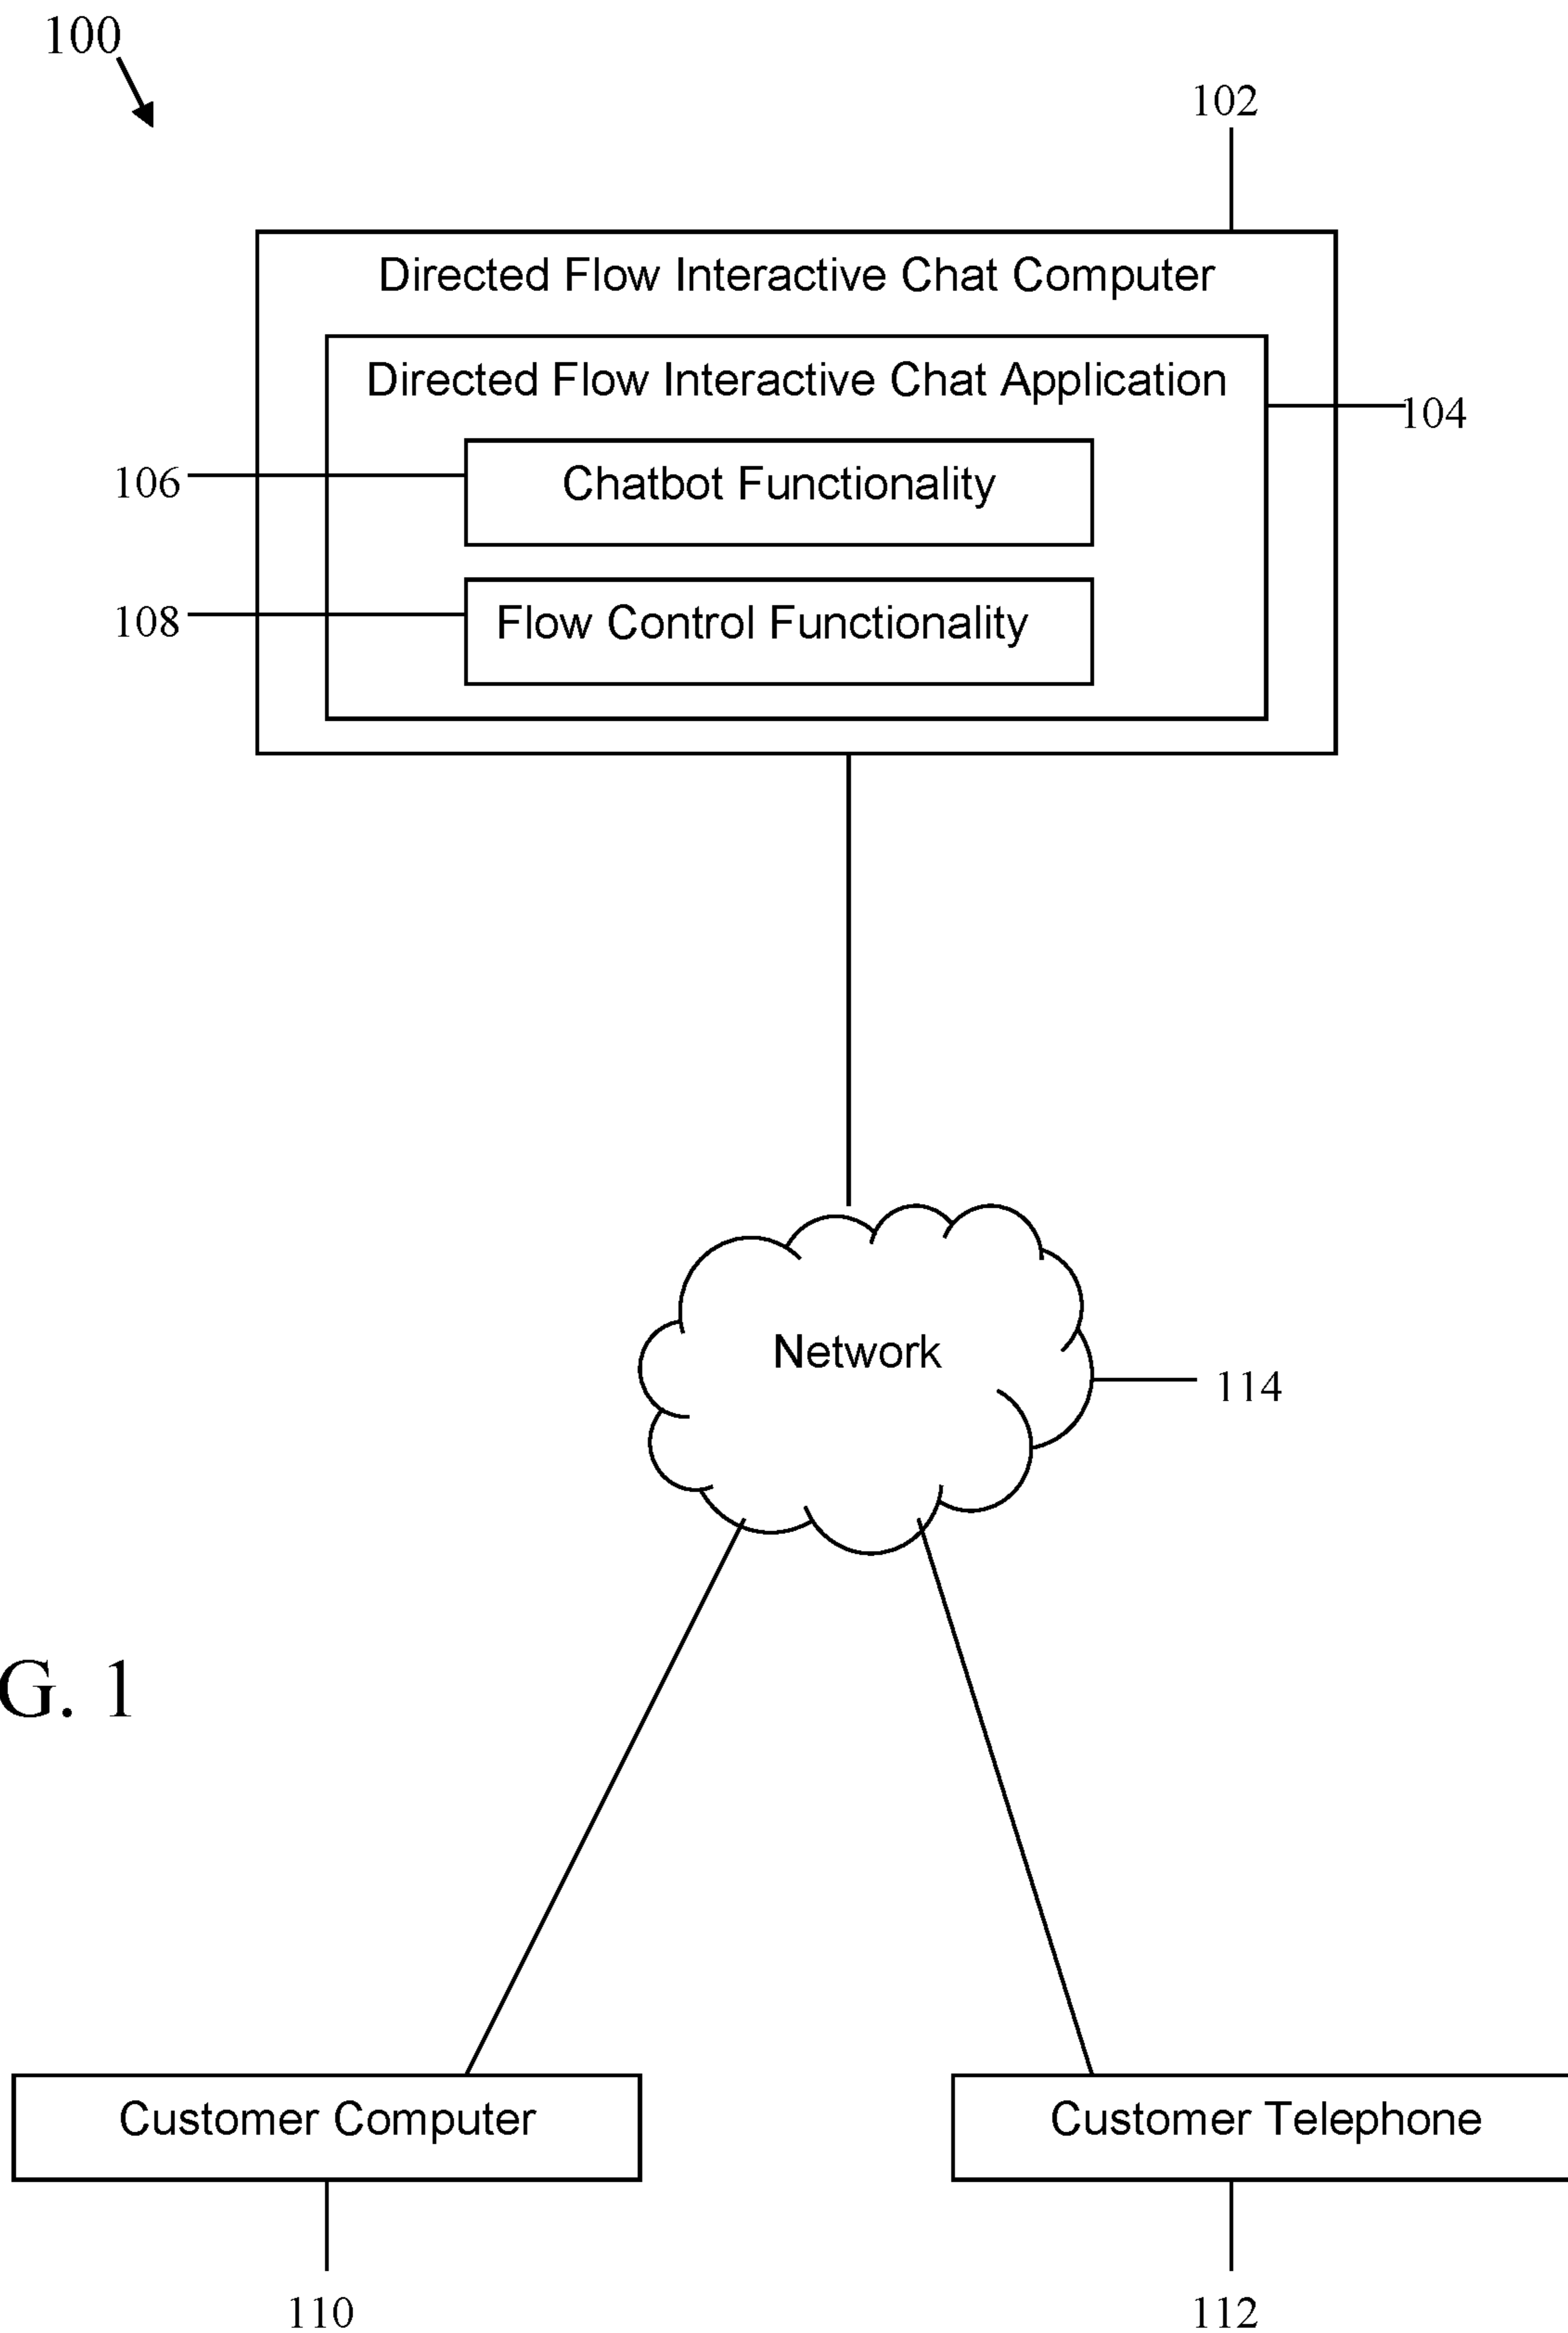 100
102
Directed Flow Interactive Chat Computer
Directed Flow Interactive Chat Application
104
106
Chatbot Functionality
108
Flow Control Functionality
Network
114
G. 1
Customer Computer
Customer Telephone
110
112